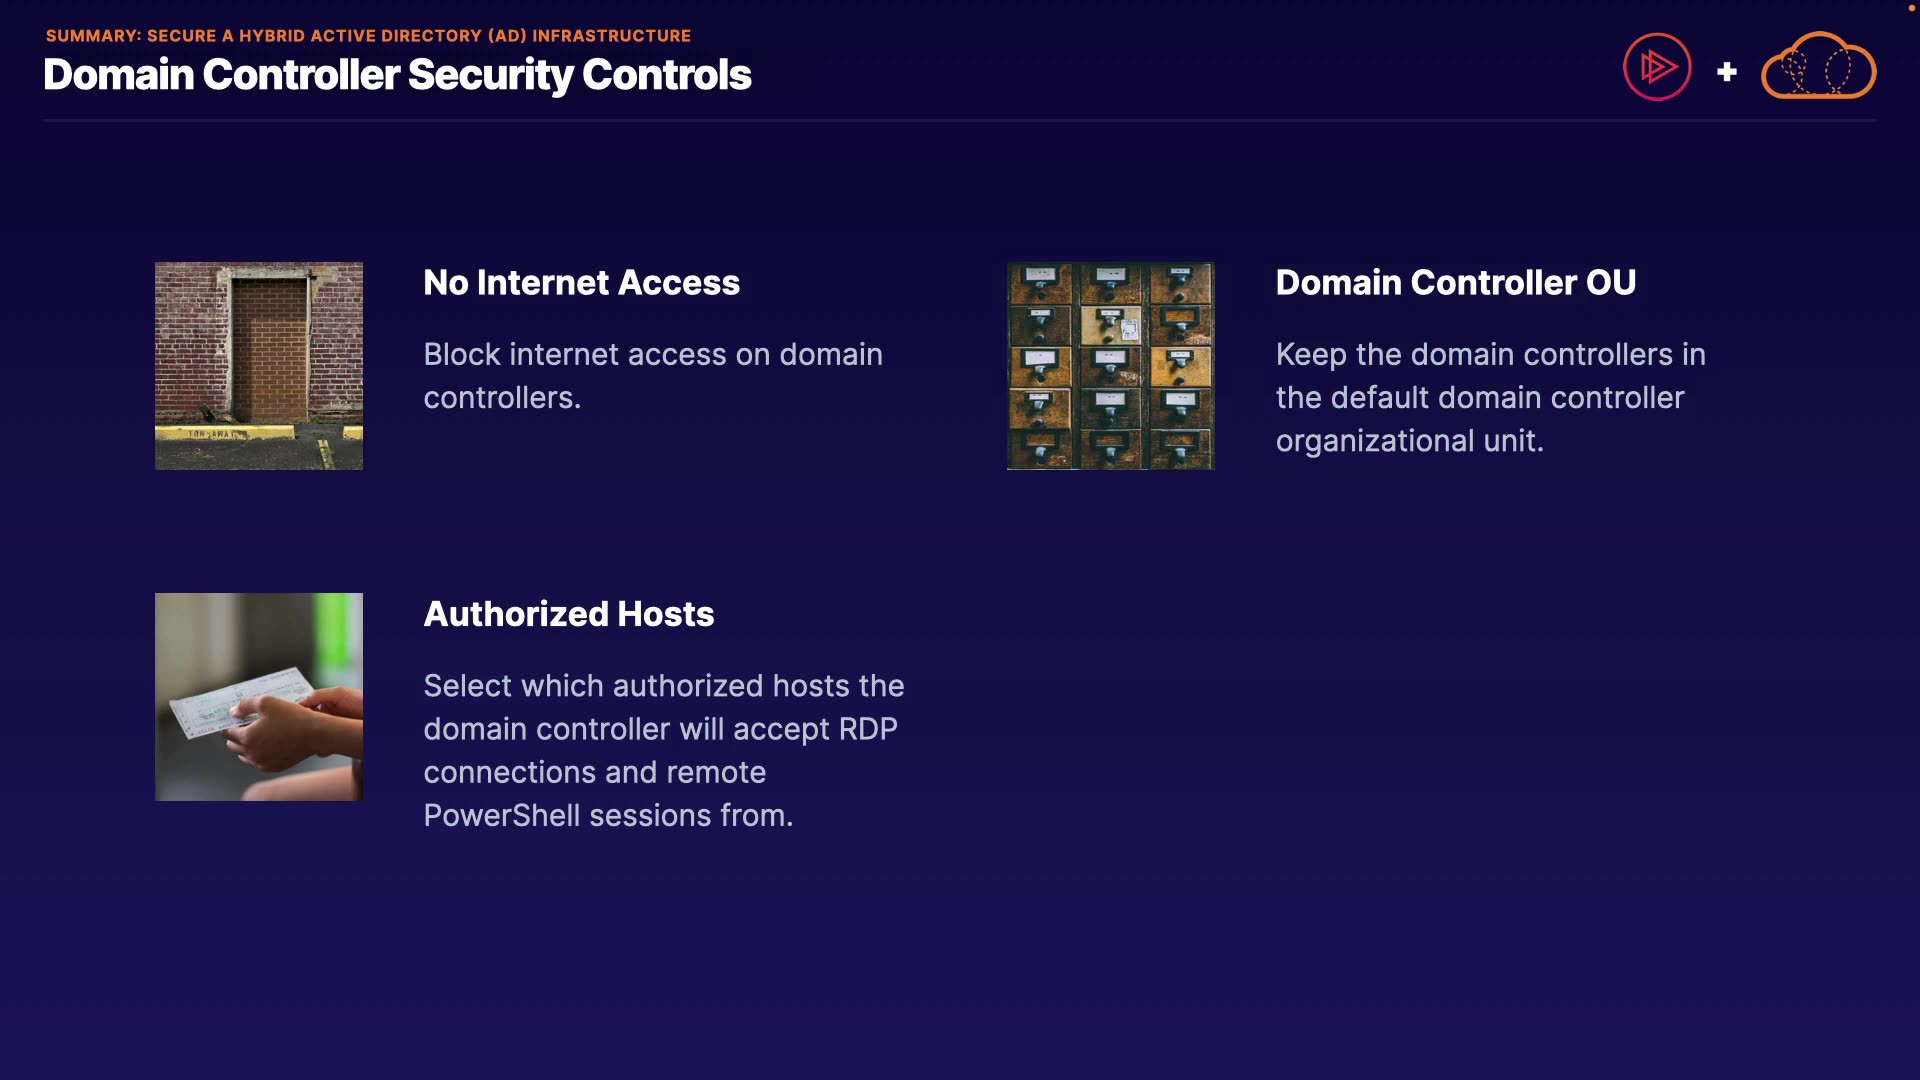 SUMMARY: SECURE A HYBRID ACTIVE DIRECTORY (AD) INFRASTRUCTURE
Domain Controller Security Controls
No Internet Access
Block internet access on domain
controllers.
Domain Controller OU
Keep the domain controllers in
the default domain controller
organizational unit.
Authorized Hosts
Select which authorized hosts the
domain controller will accept RDP
connections and remote
PowerShell sessions from.